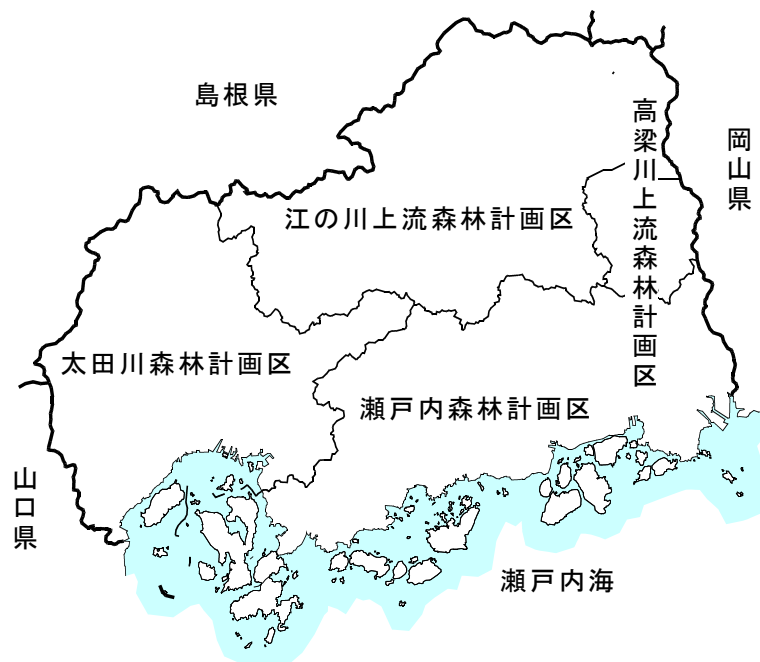 島根県
高梁川上流森林計画区
岡山県
江の川上流森林計画区
太田川森林計画区
瀬戸内森林計画区
山口県
瀬戸内海